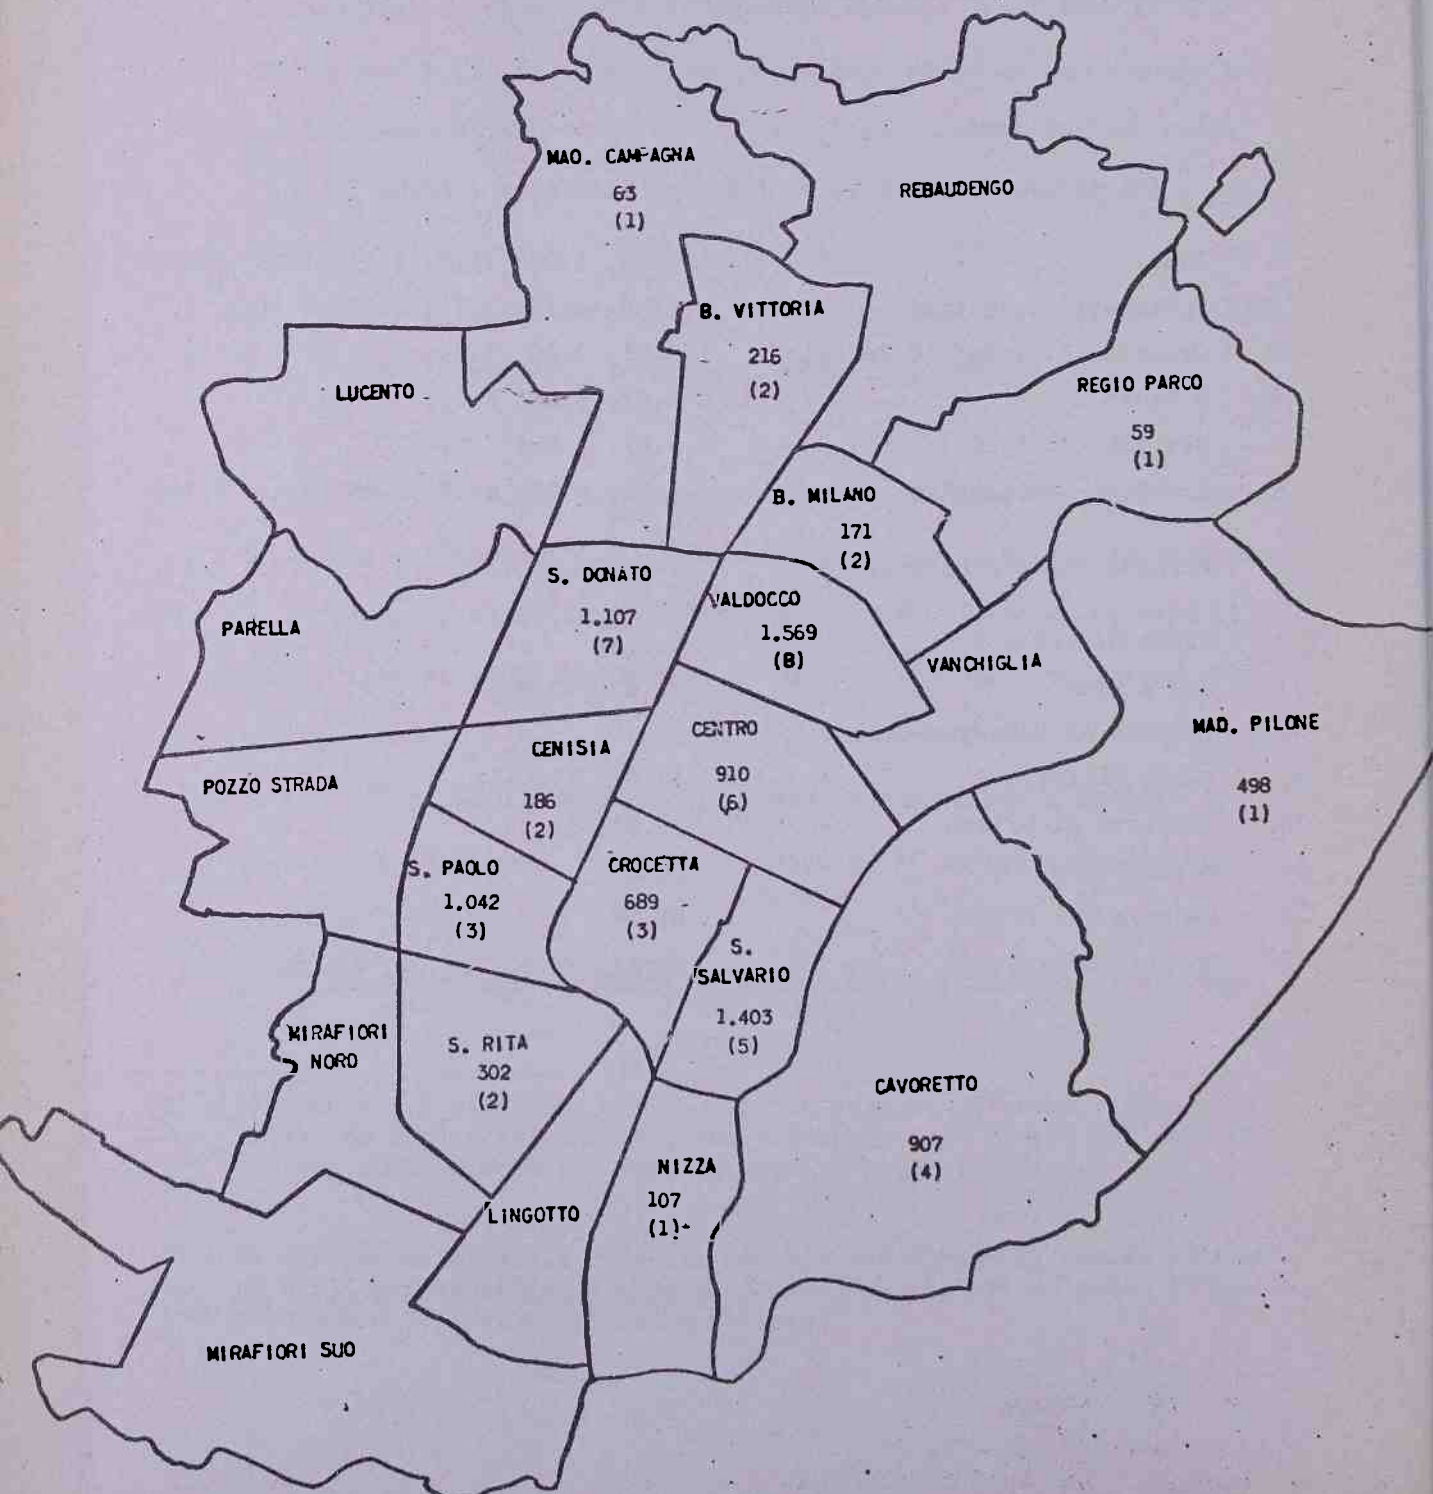 MAO. CAMPAGNA
63
(1)
REBAUDENGO
B. VITTORIA
216
(2)
LUCENTO
REGIO PARCO
59
(1)
B. MILANO
171
(2)
S. DONATO
1.107
(7)
VALDOCCO
1.569
(8)
PARELLA
VANCHIGLIA
MAD. PILONE
498
(1)
CENTRO
910
(6)
CENISIA
186
(2)
POZZO STRADA
S. PAOLO
1.042
(3)
CROCETTA
689
(3)
S.
SALVARIO
1.403
(5)
MIRAFIORI
NORD
S. RITA
302
(2)
CAVORETTO
907
(4)
NIZZA
107
(1)
LINGOTTO
MIRAFIORI SUO